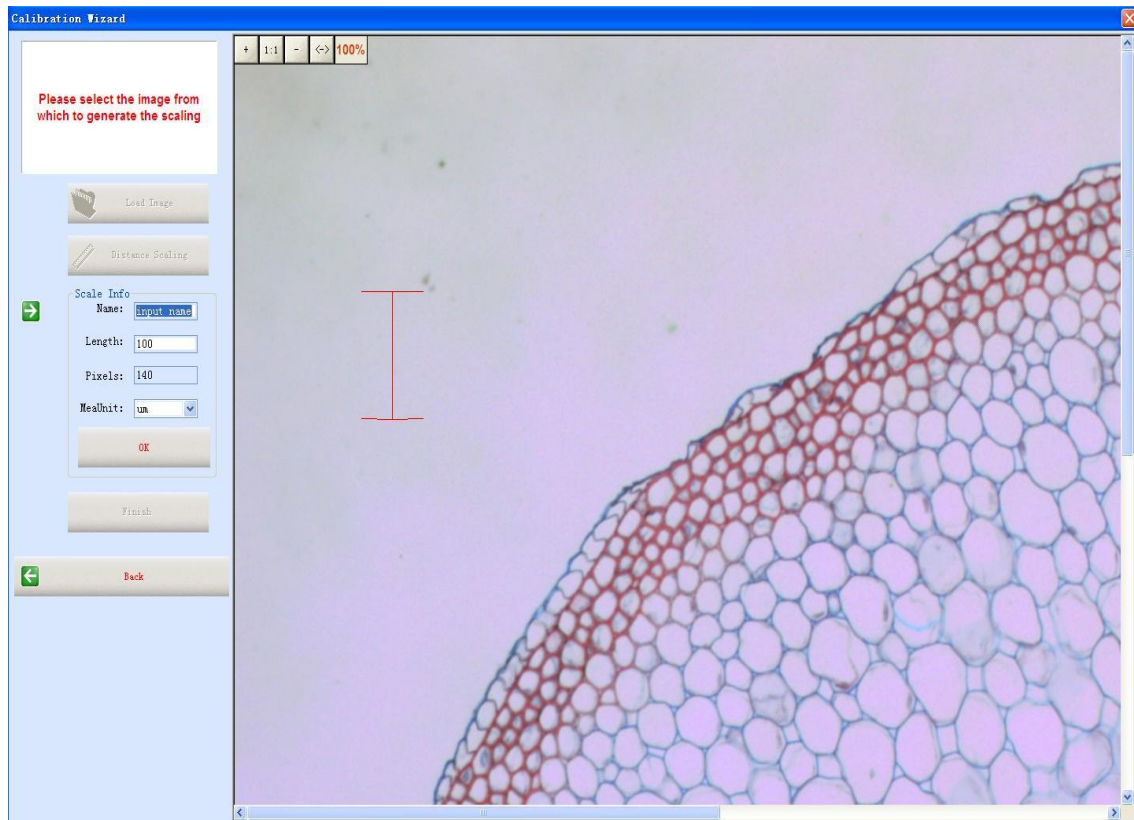 Calibration Wizard
+ 1:1 - <-> 100%
Please select the image from
which to generate the scaling
Load Image
Distance Scaling
Scale Info
Name: input name
Length: 100
Pixels: 140
MeaUnit: um
OK
Finish
Back